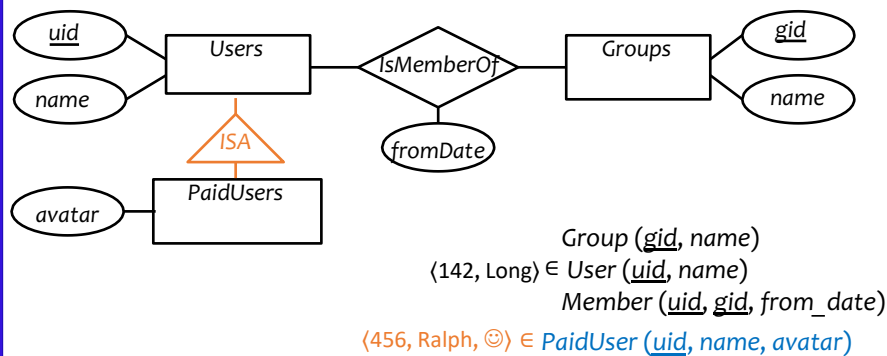 uid
Users
IsMemberOf
Groups
gid
name
name
ISA
fromDate
PaidUsers
avatar
Group (gid, name)
⟨142, Long⟩ ∈ User (uid, name)
Member (uid, gid, from_date)
⟨456, Ralph, ☺⟩ ∈ PaidUser (uid, name, avatar)